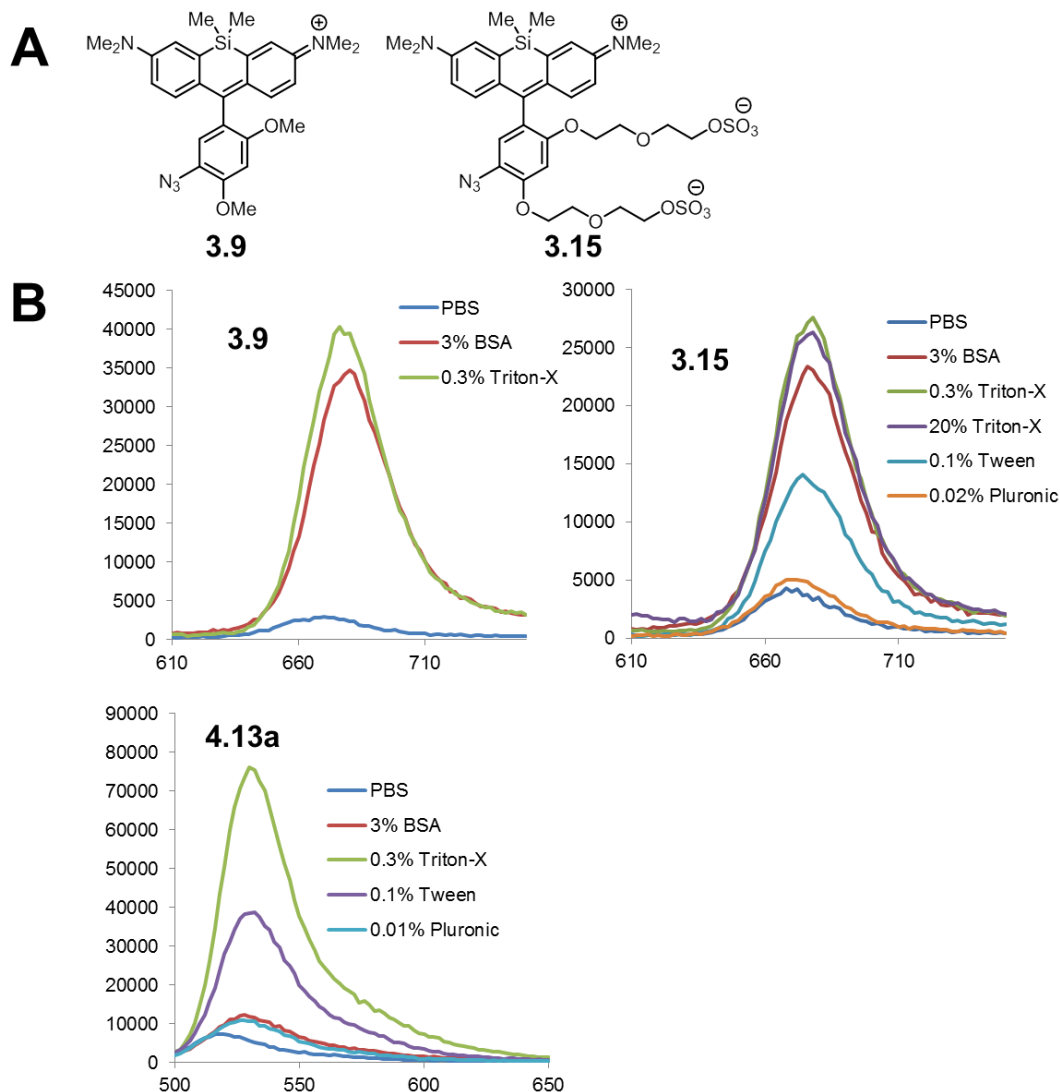 A
Me Me
Me2N Si ⊕ NMe2
OMe
N3
OMe
3.9
Me Me
Me2N Si ⊕ NMe2
O O OSO3 ⊖
N3
O O OSO3 ⊖
3.15
B
3.9
45000
40000
35000
30000
25000
20000
15000
10000
5000
0
610 660 710
PBS
3% BSA
0.3% Triton-X
3.15
30000
25000
20000
15000
10000
5000
0
610 660 710
PBS
3% BSA
0.3% Triton-X
20% Triton-X
0.1% Tween
0.02% Pluronic
4.13a
90000
80000
70000
60000
50000
40000
30000
20000
10000
0
500 550 600 650
PBS
3% BSA
0.3% Triton-X
0.1% Tween
0.01% Pluronic